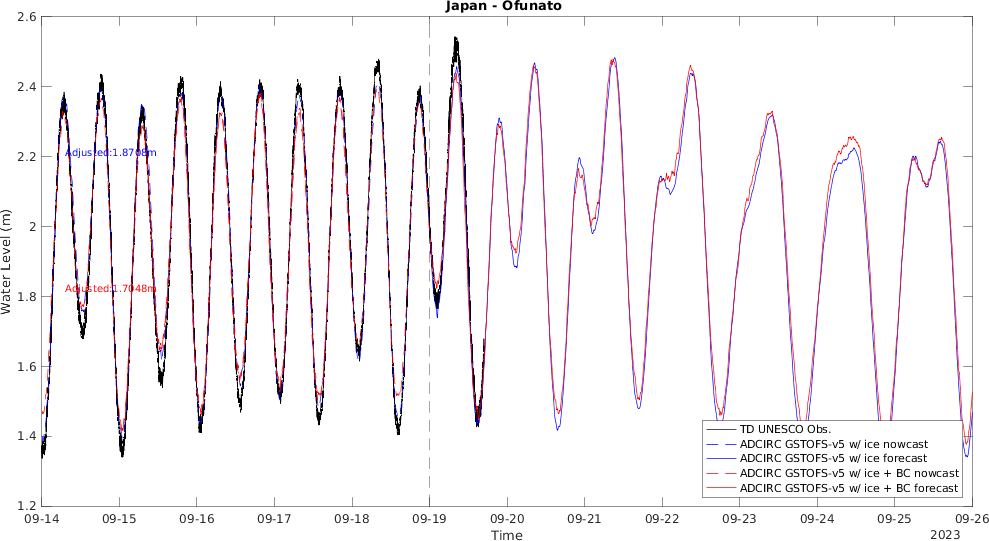 Japan - Ofunato
2.6
2.4
2.2
2
1.8
1.6
1.4
1.2
Water Level (m)
Adjusted:1.8708m
Adjusted:1.7048m
TD UNESCO Obs.
ADCIRC GSTOFS-v5 w/ ice nowcast
ADCIRC GSTOFS-v5 w/ ice forecast
ADCIRC GSTOFS-v5 w/ ice + BC nowcast
ADCIRC GSTOFS-v5 w/ ice + BC forecast
09-14 09-15 09-16 09-17 09-18 09-19 09-20 09-21 09-22 09-23 09-24 09-25 09-26
Time
2023